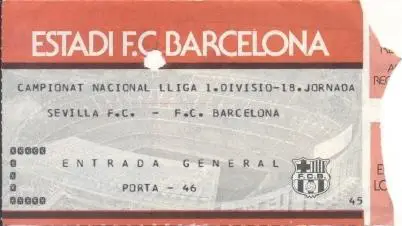 ESTADI F.C. BARCELONA
CAMPIONAT NACIONAL LLIGA 1.DIVISIO-18.JORNADA
SEVILLA F.C. - F.C. BARCELONA
ENTRADA GENERAL
PORTA - 46
F.C.B.
45